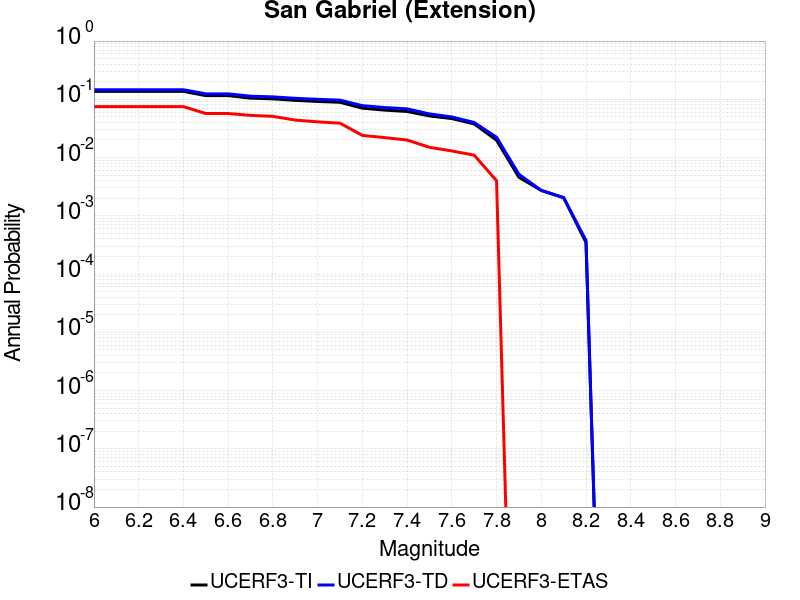 San Gabriel (Extension)
Annual Probability
10^0
10^-1
10^-2
10^-3
10^-4
10^-5
10^-6
10^-7
10^-8
6 6.2 6.4 6.6 6.8 7 7.2 7.4 7.6 7.8 8 8.2 8.4 8.6 8.8 9
Magnitude
UCERF3-TI UCERF3-TD UCERF3-ETAS